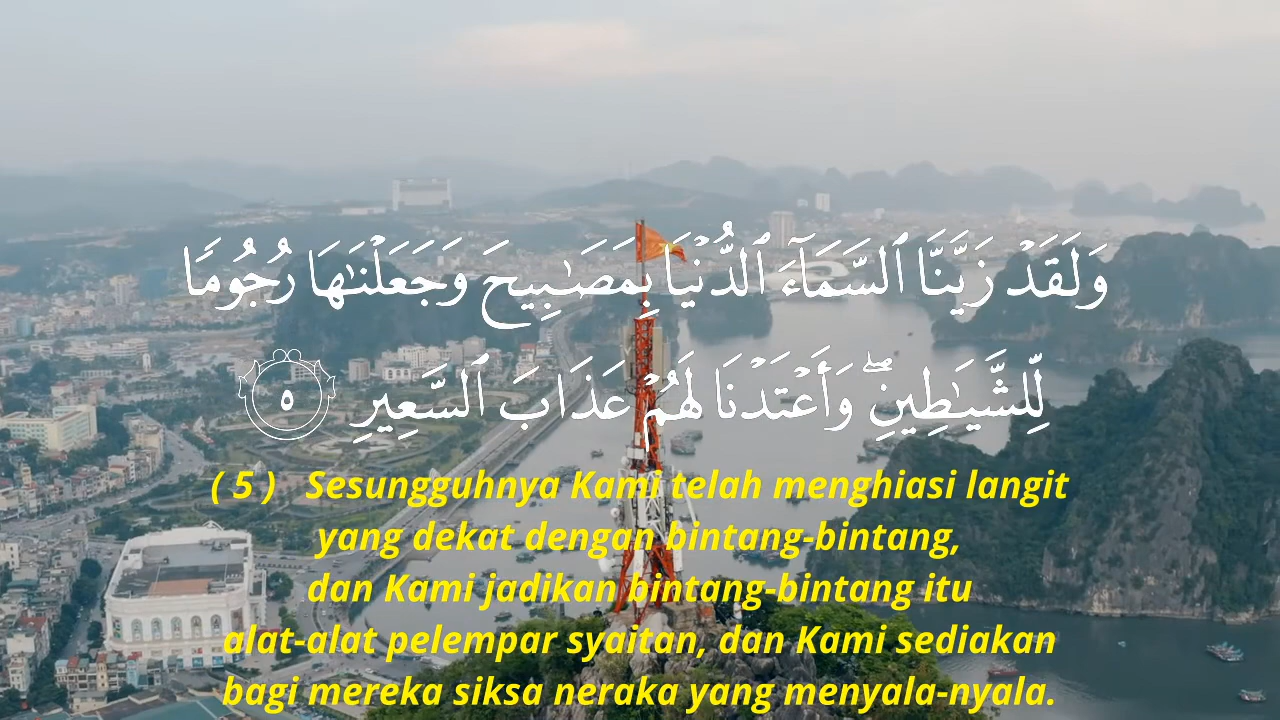 وَلَقَدۡ زَيَّنَّا ٱلسَّمَآءَ ٱلدُّنۡيَا بِمَصَٰبِيحَ وَجَعَلۡنَٰهَا رُجُومٗا
لِّلشَّيَٰطِينِۖ وَأَعۡتَدۡنَا لَهُمۡ عَذَابَ ٱلسَّعِيرِ ٥
( 5 ) Sesungguhnya Kami telah menghiasi langit
yang dekat dengan bintang-bintang,
dan Kami jadikan bintang-bintang itu
alat-alat pelempar syaitan, dan Kami sediakan
bagi mereka siksa neraka yang menyala-nyala.